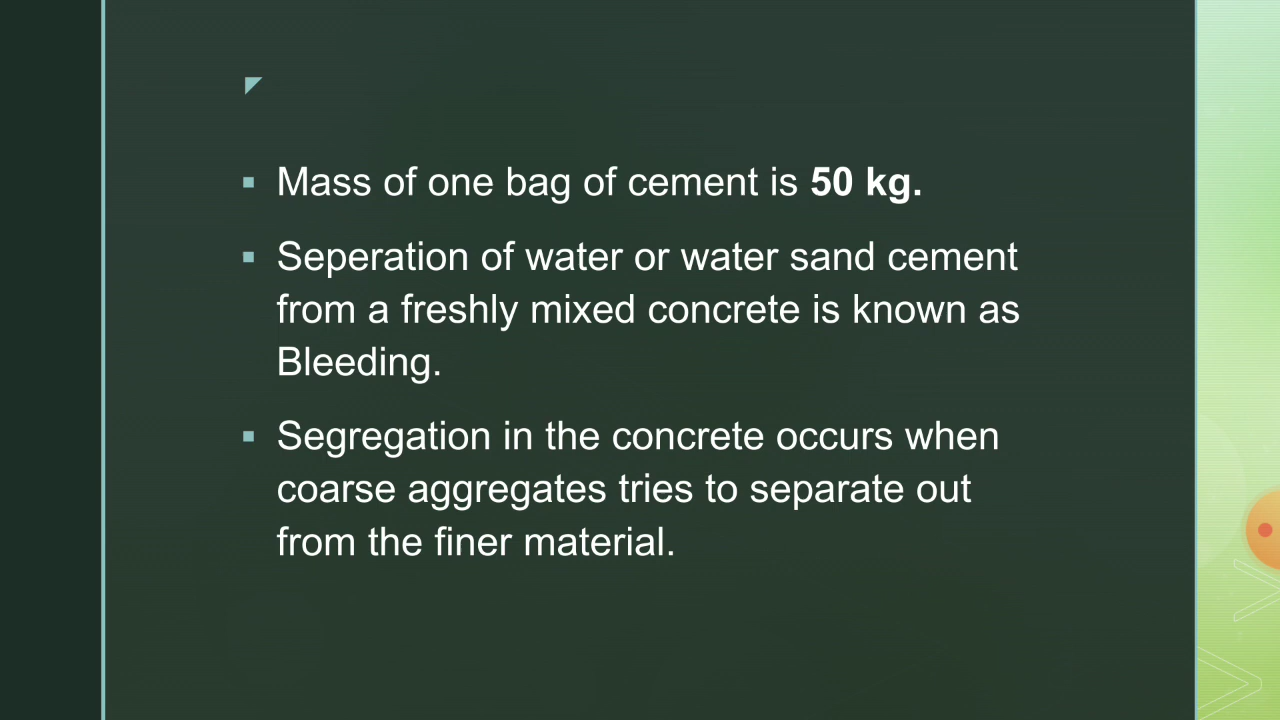 Mass of one bag of cement is 50 kg.
Seperation of water or water sand cement
from a freshly mixed concrete is known as
Bleeding.
Segregation in the concrete occurs when
coarse aggregates tries to separate out
from the finer material.